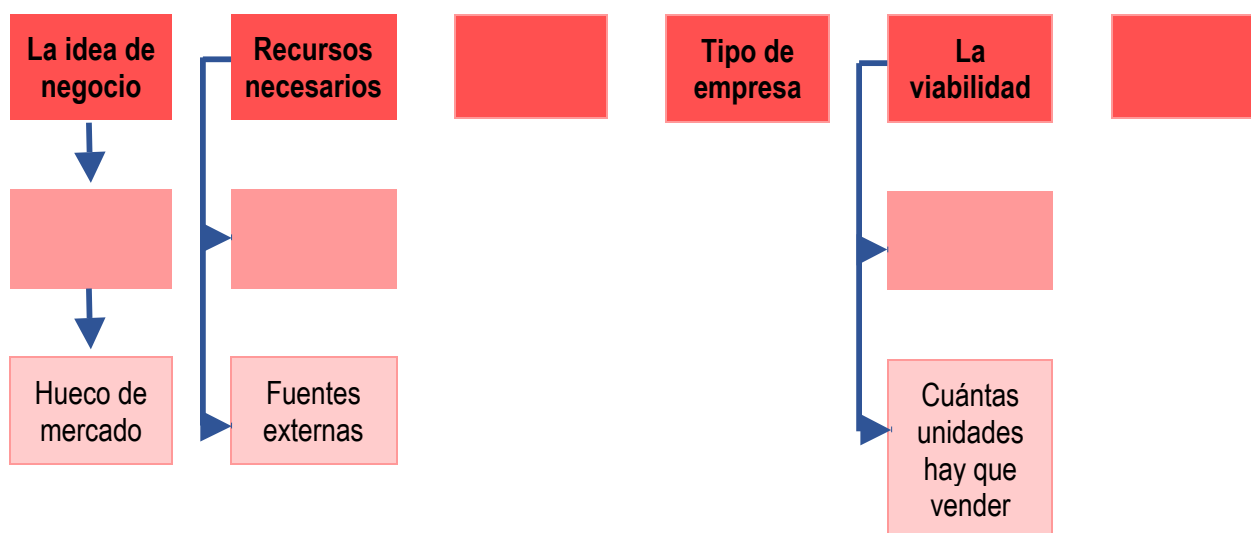 La idea de
negocio
Recursos
necesarios
Tipo de
empresa
La
viabilidad
Hueco de
mercado
Fuentes
externas
Cuántas
unidades
hay que
vender